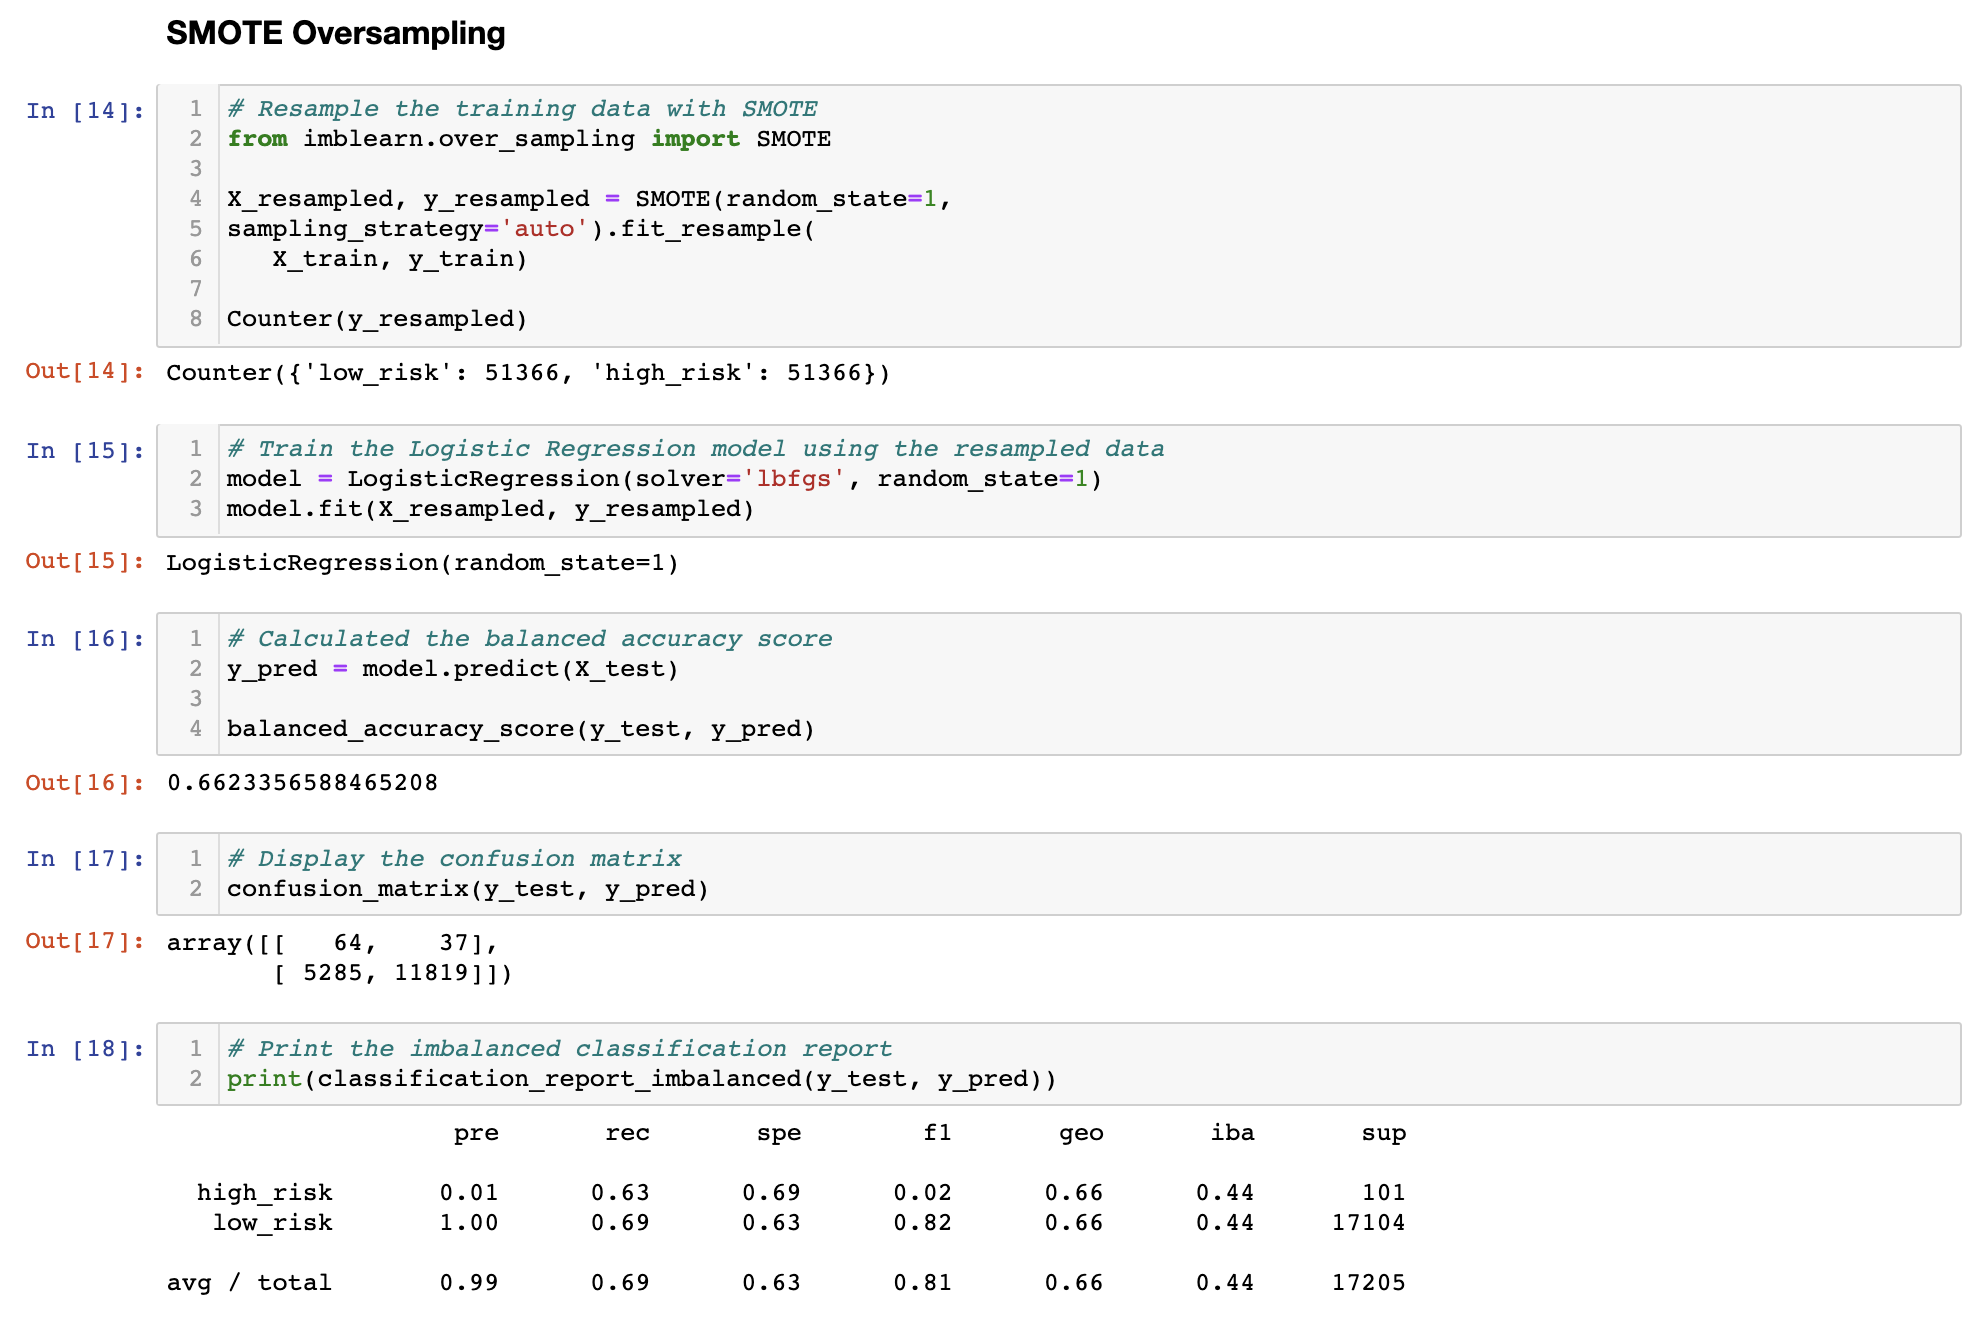 SMOTE Oversampling
In [14]:
1 # Resample the training data with SMOTE
2 from imblearn.over_sampling import SMOTE
3
4 X_resampled, y_resampled = SMOTE(random_state=1,
5 sampling_strategy='auto').fit_resample(
6    X_train, y_train)
7
8 Counter(y_resampled)
Out[14]: Counter({'low_risk': 51366, 'high_risk': 51366})
In [15]:
1 # Train the Logistic Regression model using the resampled data
2 model = LogisticRegression(solver='lbfgs', random_state=1)
3 model.fit(X_resampled, y_resampled)
Out[15]: LogisticRegression(random_state=1)
In [16]:
1 # Calculated the balanced accuracy score
2 y_pred = model.predict(X_test)
3
4 balanced_accuracy_score(y_test, y_pred)
Out[16]: 0.6623356588465208
In [17]:
1 # Display the confusion matrix
2 confusion_matrix(y_test, y_pred)
Out[17]: array([[   64,    37],
       [ 5285, 11819]])
In [18]:
1 # Print the imbalanced classification report
2 print(classification_report_imbalanced(y_test, y_pred))
pre rec spe f1 geo iba sup
high_risk 0.01 0.63 0.69 0.02 0.66 0.44 101
low_risk 1.00 0.69 0.63 0.82 0.66 0.44 17104
avg / total 0.99 0.69 0.63 0.81 0.66 0.44 17205